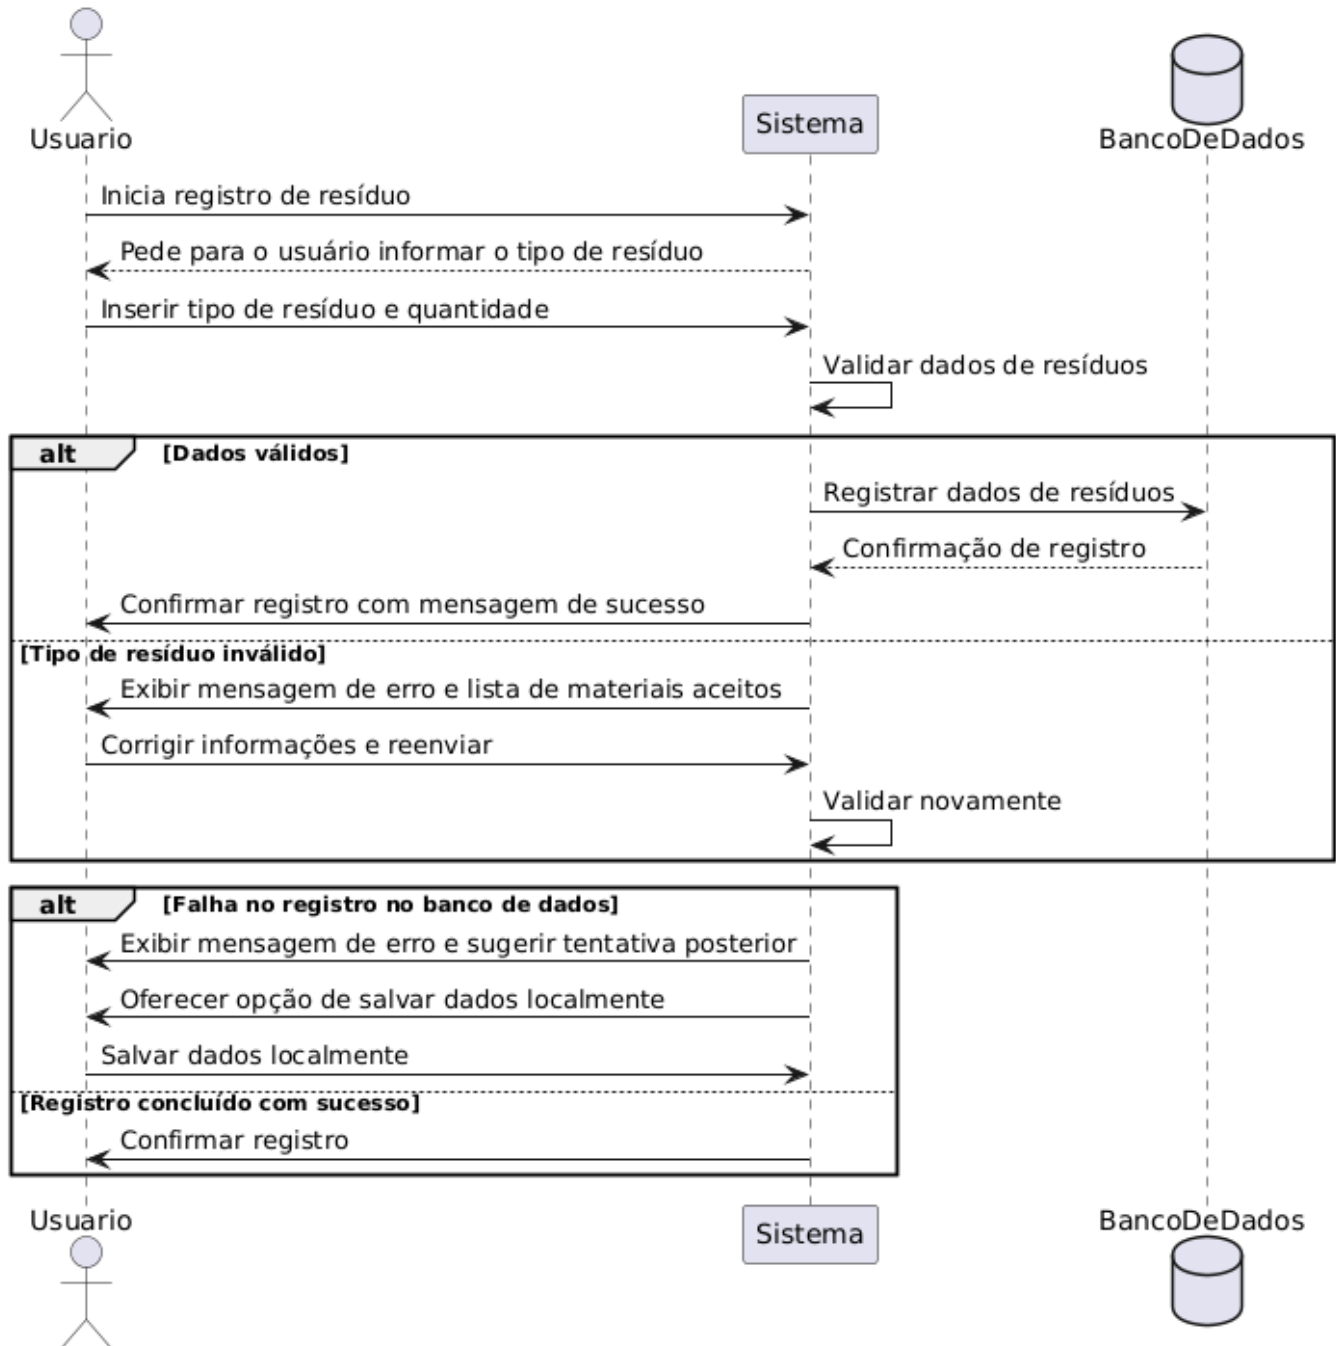 Usuario
Sistema
BancoDeDados
Inicia registro de resíduo
Pede para o usuário informar o tipo de resíduo
Inserir tipo de resíduo e quantidade
Validar dados de resíduos
alt [Dados válidos]
Registrar dados de resíduos
Confirmação de registro
Confirmar registro com mensagem de sucesso
[Tipo de resíduo inválido]
Exibir mensagem de erro e lista de materiais aceitos
Corrigir informações e reenviar
Validar novamente
alt [Falha no registro no banco de dados]
Exibir mensagem de erro e sugerir tentativa posterior
Oferecer opção de salvar dados localmente
Salvar dados localmente
[Registro concluído com sucesso]
Confirmar registro
Usuario
Sistema
BancoDeDados